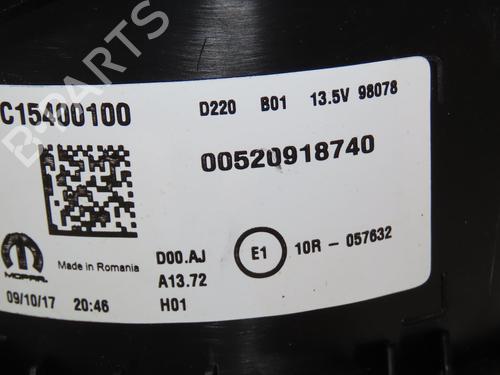 C15400100
D220 B01 13.5V 98078
00520918740
D00.AJ
A13.72
H01
E1
10R - 057632
MOPAR
Made in Romania
09/10/17 20:46
B-PARTS